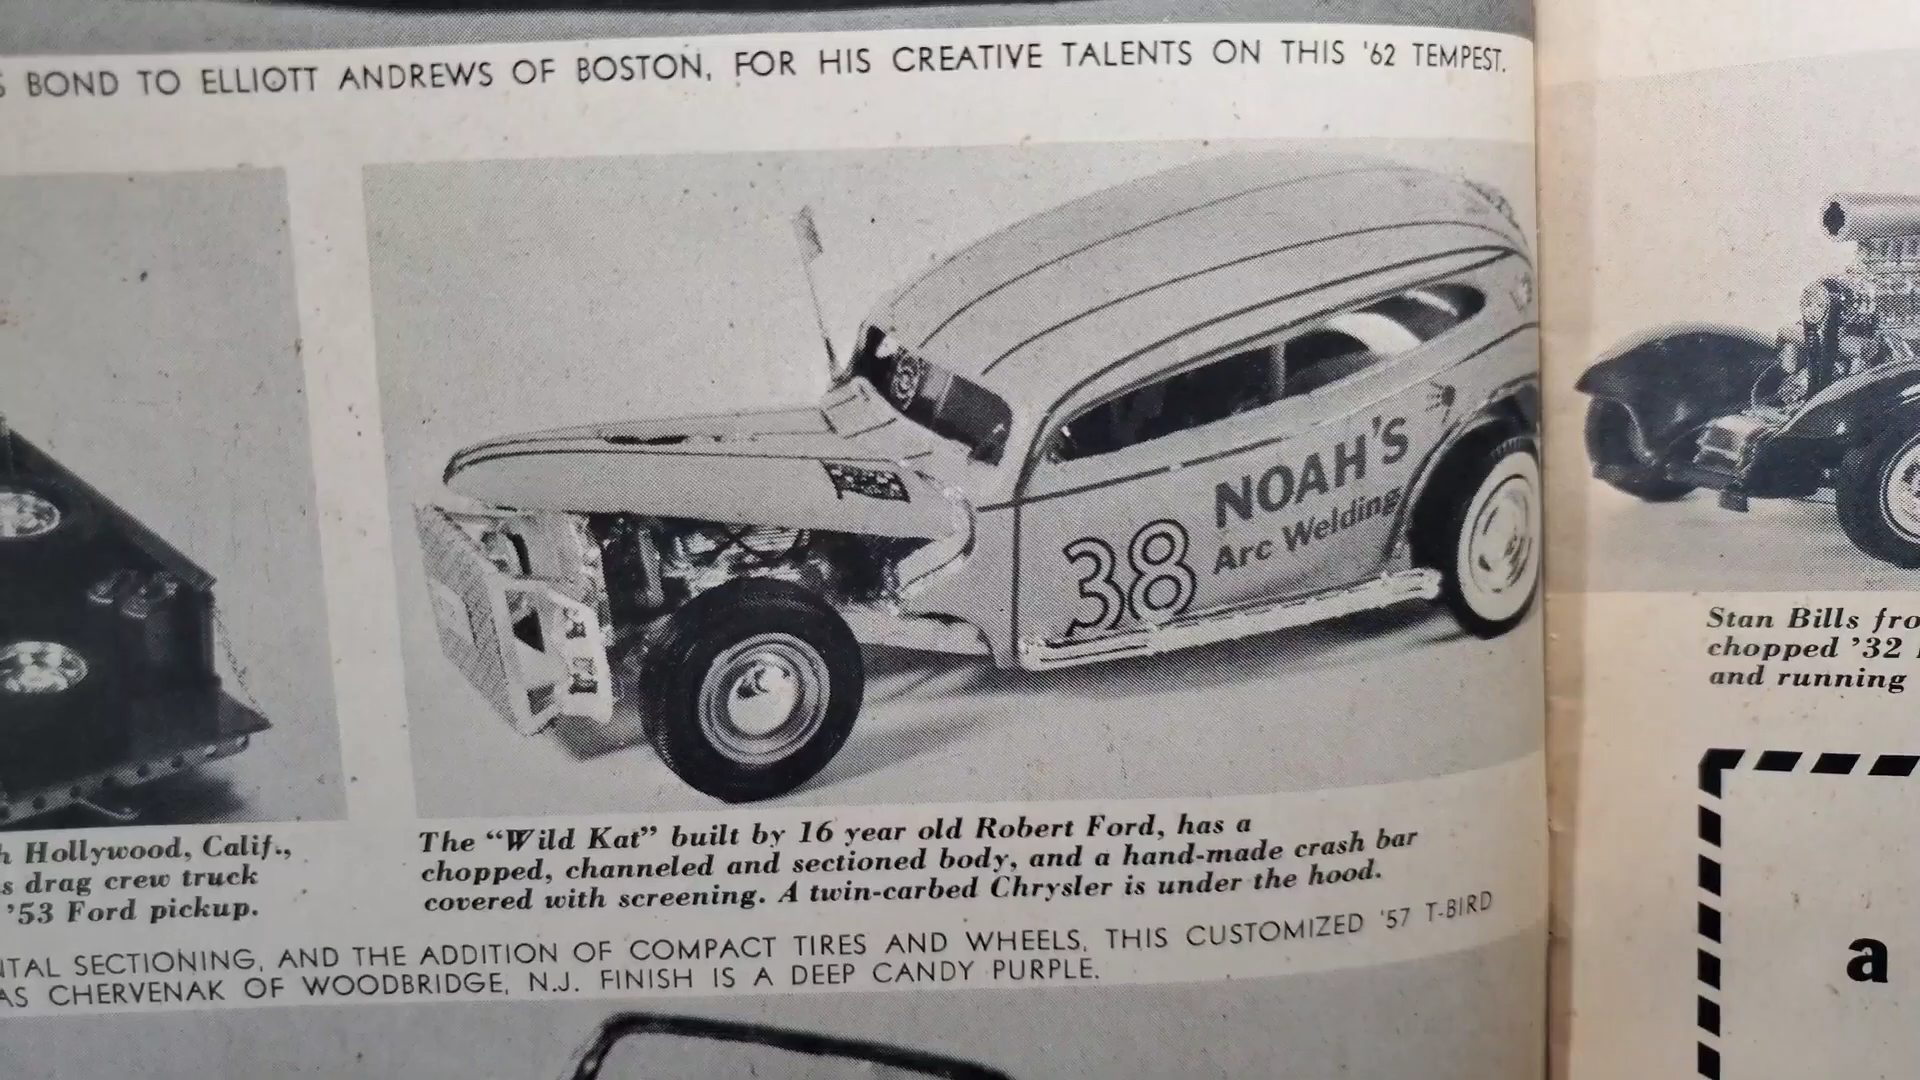 S BOND TO ELLIOTT ANDREWS OF BOSTON, FOR HIS CREATIVE TALENTS ON THIS '62 TEMPEST.
NOAH'S
Arc Welding
38
h Hollywood, Calif.,
s drag crew truck
'53 Ford pickup.
The “Wild Kat” built by 16 year old Robert Ford, has a
chopped, channeled and sectioned body, and a hand-made crash bar
covered with screening. A twin-carbed Chrysler is under the hood.
Stan Bills fro
chopped ’32
and running
NTAL SECTIONING, AND THE ADDITION OF COMPACT TIRES AND WHEELS, THIS CUSTOMIZED '57 T-BIRD
AS CHERVENAK OF WOODBRIDGE, N.J. FINISH IS A DEEP CANDY PURPLE.
a